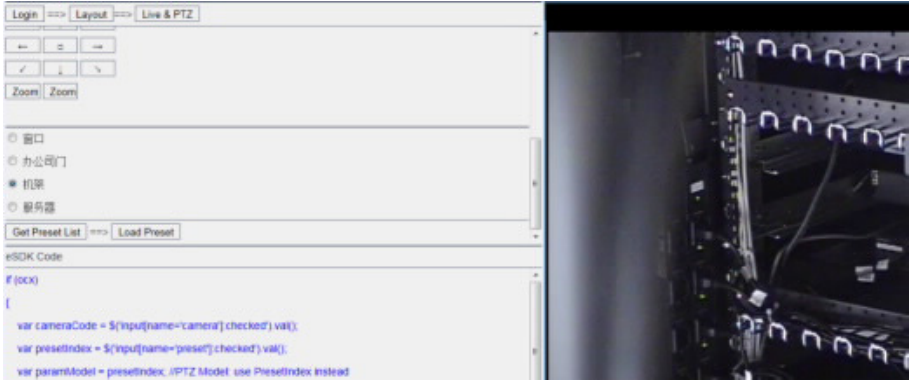 Login ==> Layout ==> Live & PTZ
← = →
↙ ↓ ↘
Zoom Zoom
窗口
办公司门
机架
服务器
Get Preset List ==> Load Preset
eSDK Code
if (ocx)
{
var cameraCode = $('input[name='camera']:checked').val();
var presetIndex = $('input[name='preset']:checked').val();
var paramModel = presetIndex; //PTZ Model: use PresetIndex instead